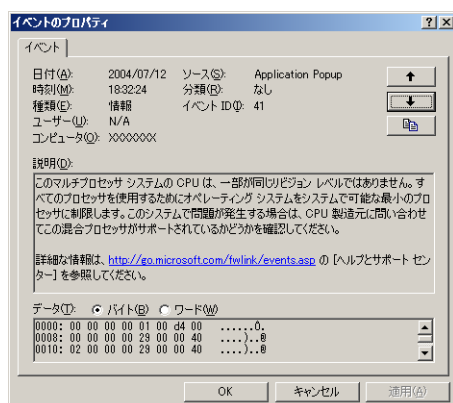 イベントのプロパティ
? ×
イベント
日付(A): 2004/07/12 ソース(S): Application Popup
時刻(M): 18:32:24 分類(R): なし
種類(E): 情報 イベント ID(I): 41
ユーザー(U): N/A
コンピュータ(O): XXXXXXXX
説明(D):
このマルチプロセッサ システムの CPU は、一部が同じリビジョン レベルではありません。す
べてのプロセッサを使用するためにオペレーティング システムをシステムで可能な最小のプロ
セッサに制限します。このシステムで問題が発生する場合は、CPU 製造元に問い合わせ
てこの混合プロセッサがサポートされているかどうかを確認してください。
詳細な情報は、http://go.microsoft.com/fwlink/events.asp の [ヘルプとサポート セン
ター] を参照してください。
データ(T): バイト(B) ワード(W)
0000: 00 00 00 00 01 00 d4 00 ......Ô.
0008: 00 00 00 00 29 00 00 40 ....)..@
0010: 02 00 00 00 29 00 00 40 ....)..@
OK キャンセル 適用(A)